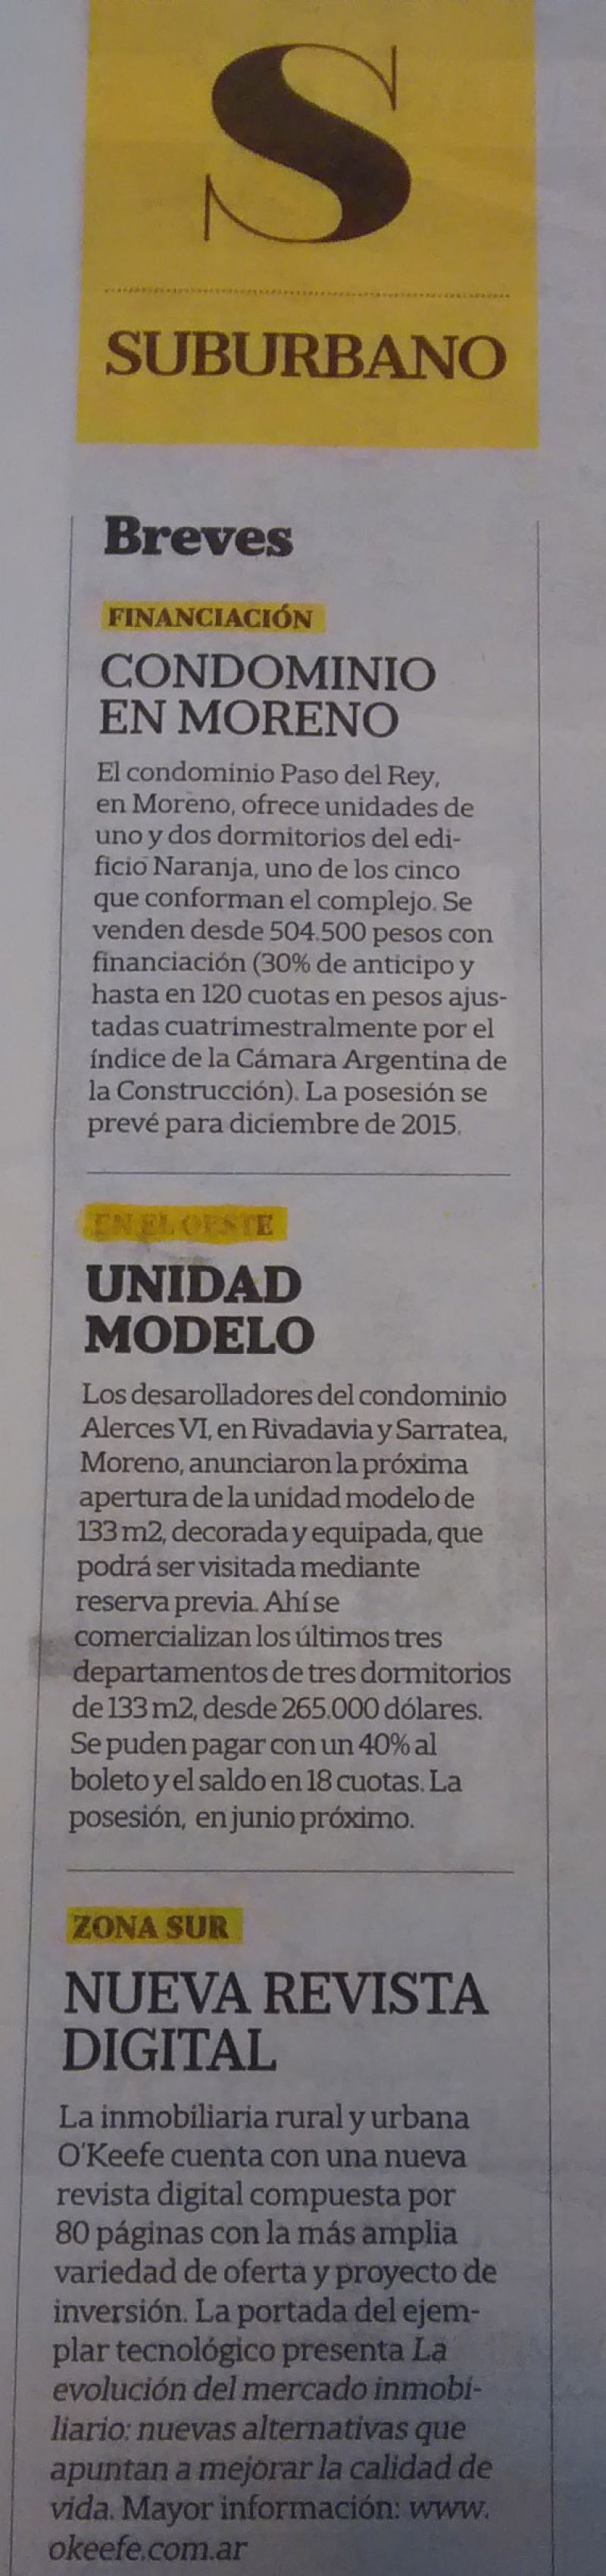 S
SUBURBANO
Breves
FINANCIACIÓN
CONDOMINIO
EN MORENO
El condominio Paso del Rey,
en Moreno, ofrece unidades de
uno y dos dormitorios del edi-
ficio Naranja, uno de los cinco
que conforman el complejo. Se
venden desde 504.500 pesos con
financiación (30% de anticipo y
hasta en 120 cuotas en pesos ajus-
tadas cuatrimestralmente por el
índice de la Cámara Argentina de
la Construcción). La posesión se
prevé para diciembre de 2015.
EN EL OESTE
UNIDAD
MODELO
Los desarolladores del condominio
Alerces VI, en Rivadavia y Sarratea,
Moreno, anunciaron la próxima
apertura de la unidad modelo de
133 m2, decorada y equipada, que
podrá ser visitada mediante
reserva previa. Ahí se
comercializan los últimos tres
departamentos de tres dormitorios
de 133 m2, desde 265.000 dólares.
Se puden pagar con un 40% al
boleto y el saldo en 18 cuotas. La
posesión, en junio próximo.
ZONA SUR
NUEVA REVISTA
DIGITAL
La inmobiliaria rural y urbana
O'Keefe cuenta con una nueva
revista digital compuesta por
80 páginas con la más amplia
variedad de oferta y proyecto de
inversión. La portada del ejem-
plar tecnológico presenta La
evolución del mercado inmobi-
liario: nuevas alternativas que
apuntan a mejorar la calidad de
vida. Mayor información: www.
okeefe.com.ar